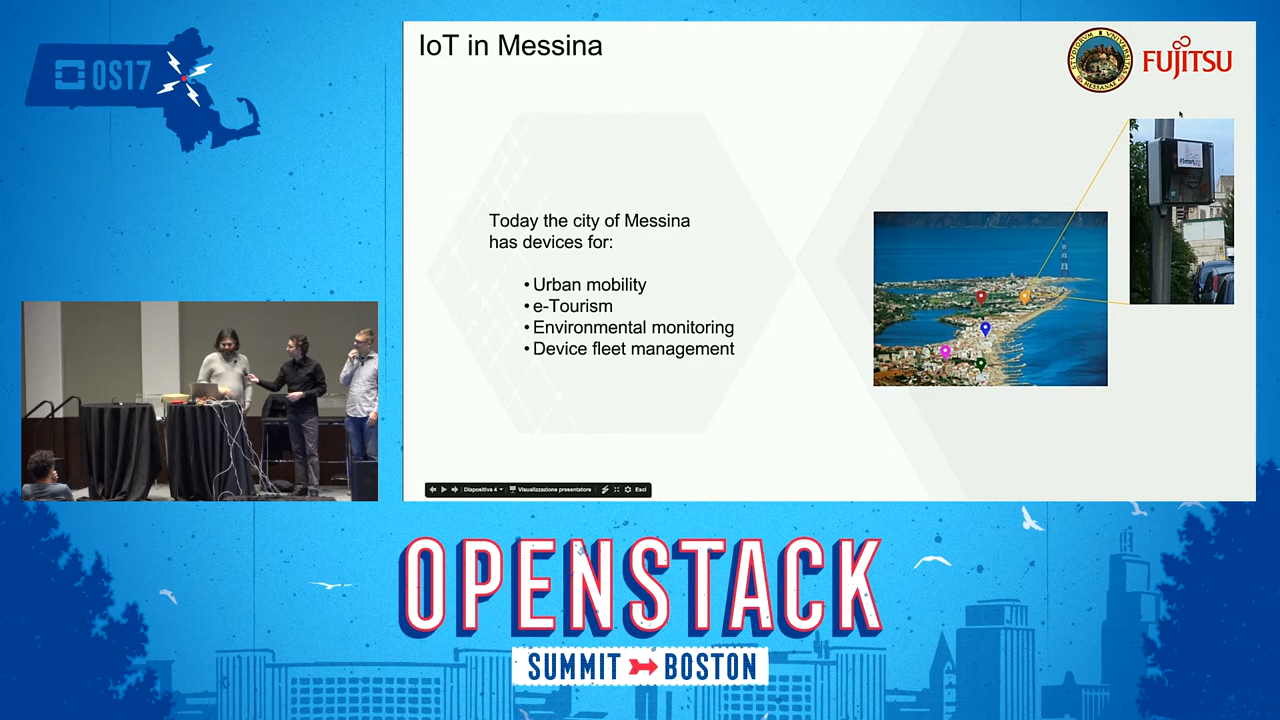 OS17
IoT in Messina
FUJITSU
Today the city of Messina
has devices for:
• Urban mobility
• e-Tourism
• Environmental monitoring
• Device fleet management
Diapositiva 4
Visualizzazione presentatore
Esci
OPENSTACK
SUMMIT BOSTON